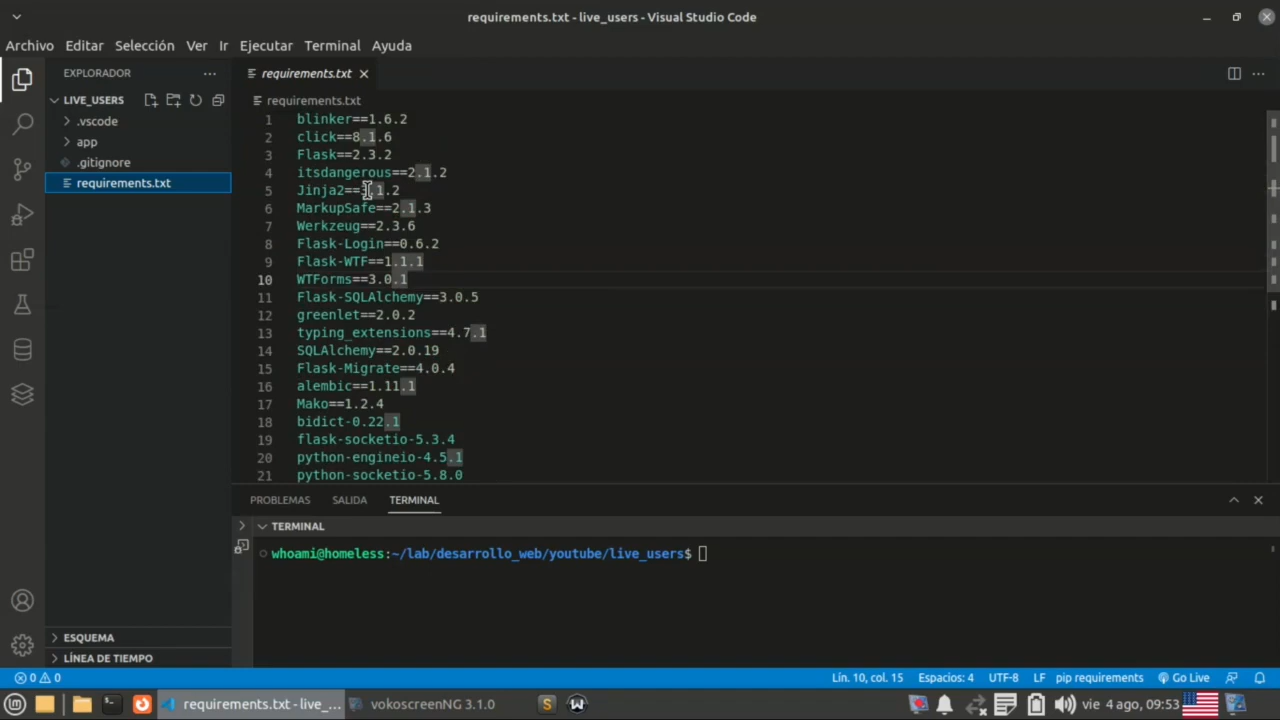 requirements.txt - live_users - Visual Studio Code
Archivo Editar Selección Ver Ir Ejecutar Terminal Ayuda
EXPLORADOR
LIVE_USERS
.vscode
app
.gitignore
requirements.txt
requirements.txt
requirements.txt
1 blinker==1.6.2
2 click==8.1.6
3 Flask==2.3.2
4 itsdangerous==2.1.2
5 Jinja2==3.1.2
6 MarkupSafe==2.1.3
7 Werkzeug==2.3.6
8 Flask-Login==0.6.2
9 Flask-WTF==1.1.1
10 WTForms==3.0.1
11 Flask-SQLAlchemy==3.0.5
12 greenlet==2.0.2
13 typing_extensions==4.7.1
14 SQLAlchemy==2.0.19
15 Flask-Migrate==4.0.4
16 alembic==1.11.1
17 Mako==1.2.4
18 bidict-0.22.1
19 flask-socketio-5.3.4
20 python-engineio-4.5.1
21 python-socketio-5.8.0
PROBLEMAS SALIDA TERMINAL
TERMINAL
whoami@homeless:~/lab/desarrollo_web/youtube/live_users$
ESQUEMA
LÍNEA DE TIEMPO
0 0 Lín. 10, col. 15 Espacios: 4 UTF-8 LF pip requirements Go Live
requirements.txt - live_... vokoscreenNG 3.1.0 vie 4 ago, 09:53